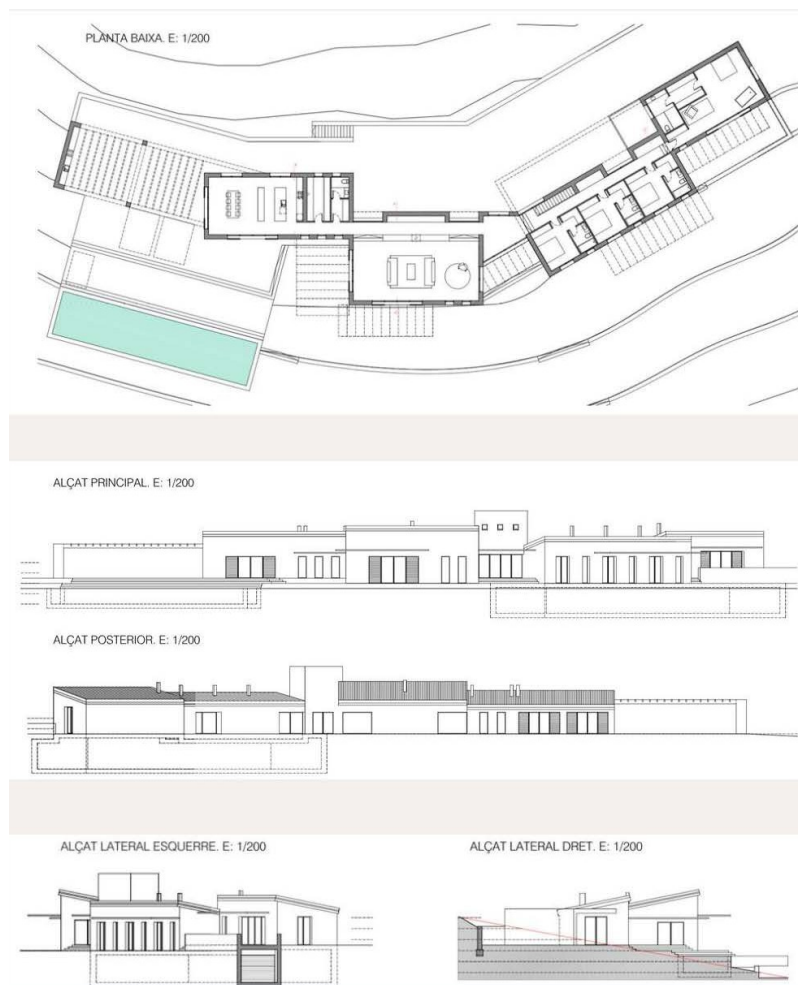 PLANTA BAIXA. E: 1/200
ALÇAT PRINCIPAL. E: 1/200
ALÇAT POSTERIOR. E: 1/200
ALÇAT LATERAL ESQUERRE. E: 1/200
ALÇAT LATERAL DRET. E: 1/200